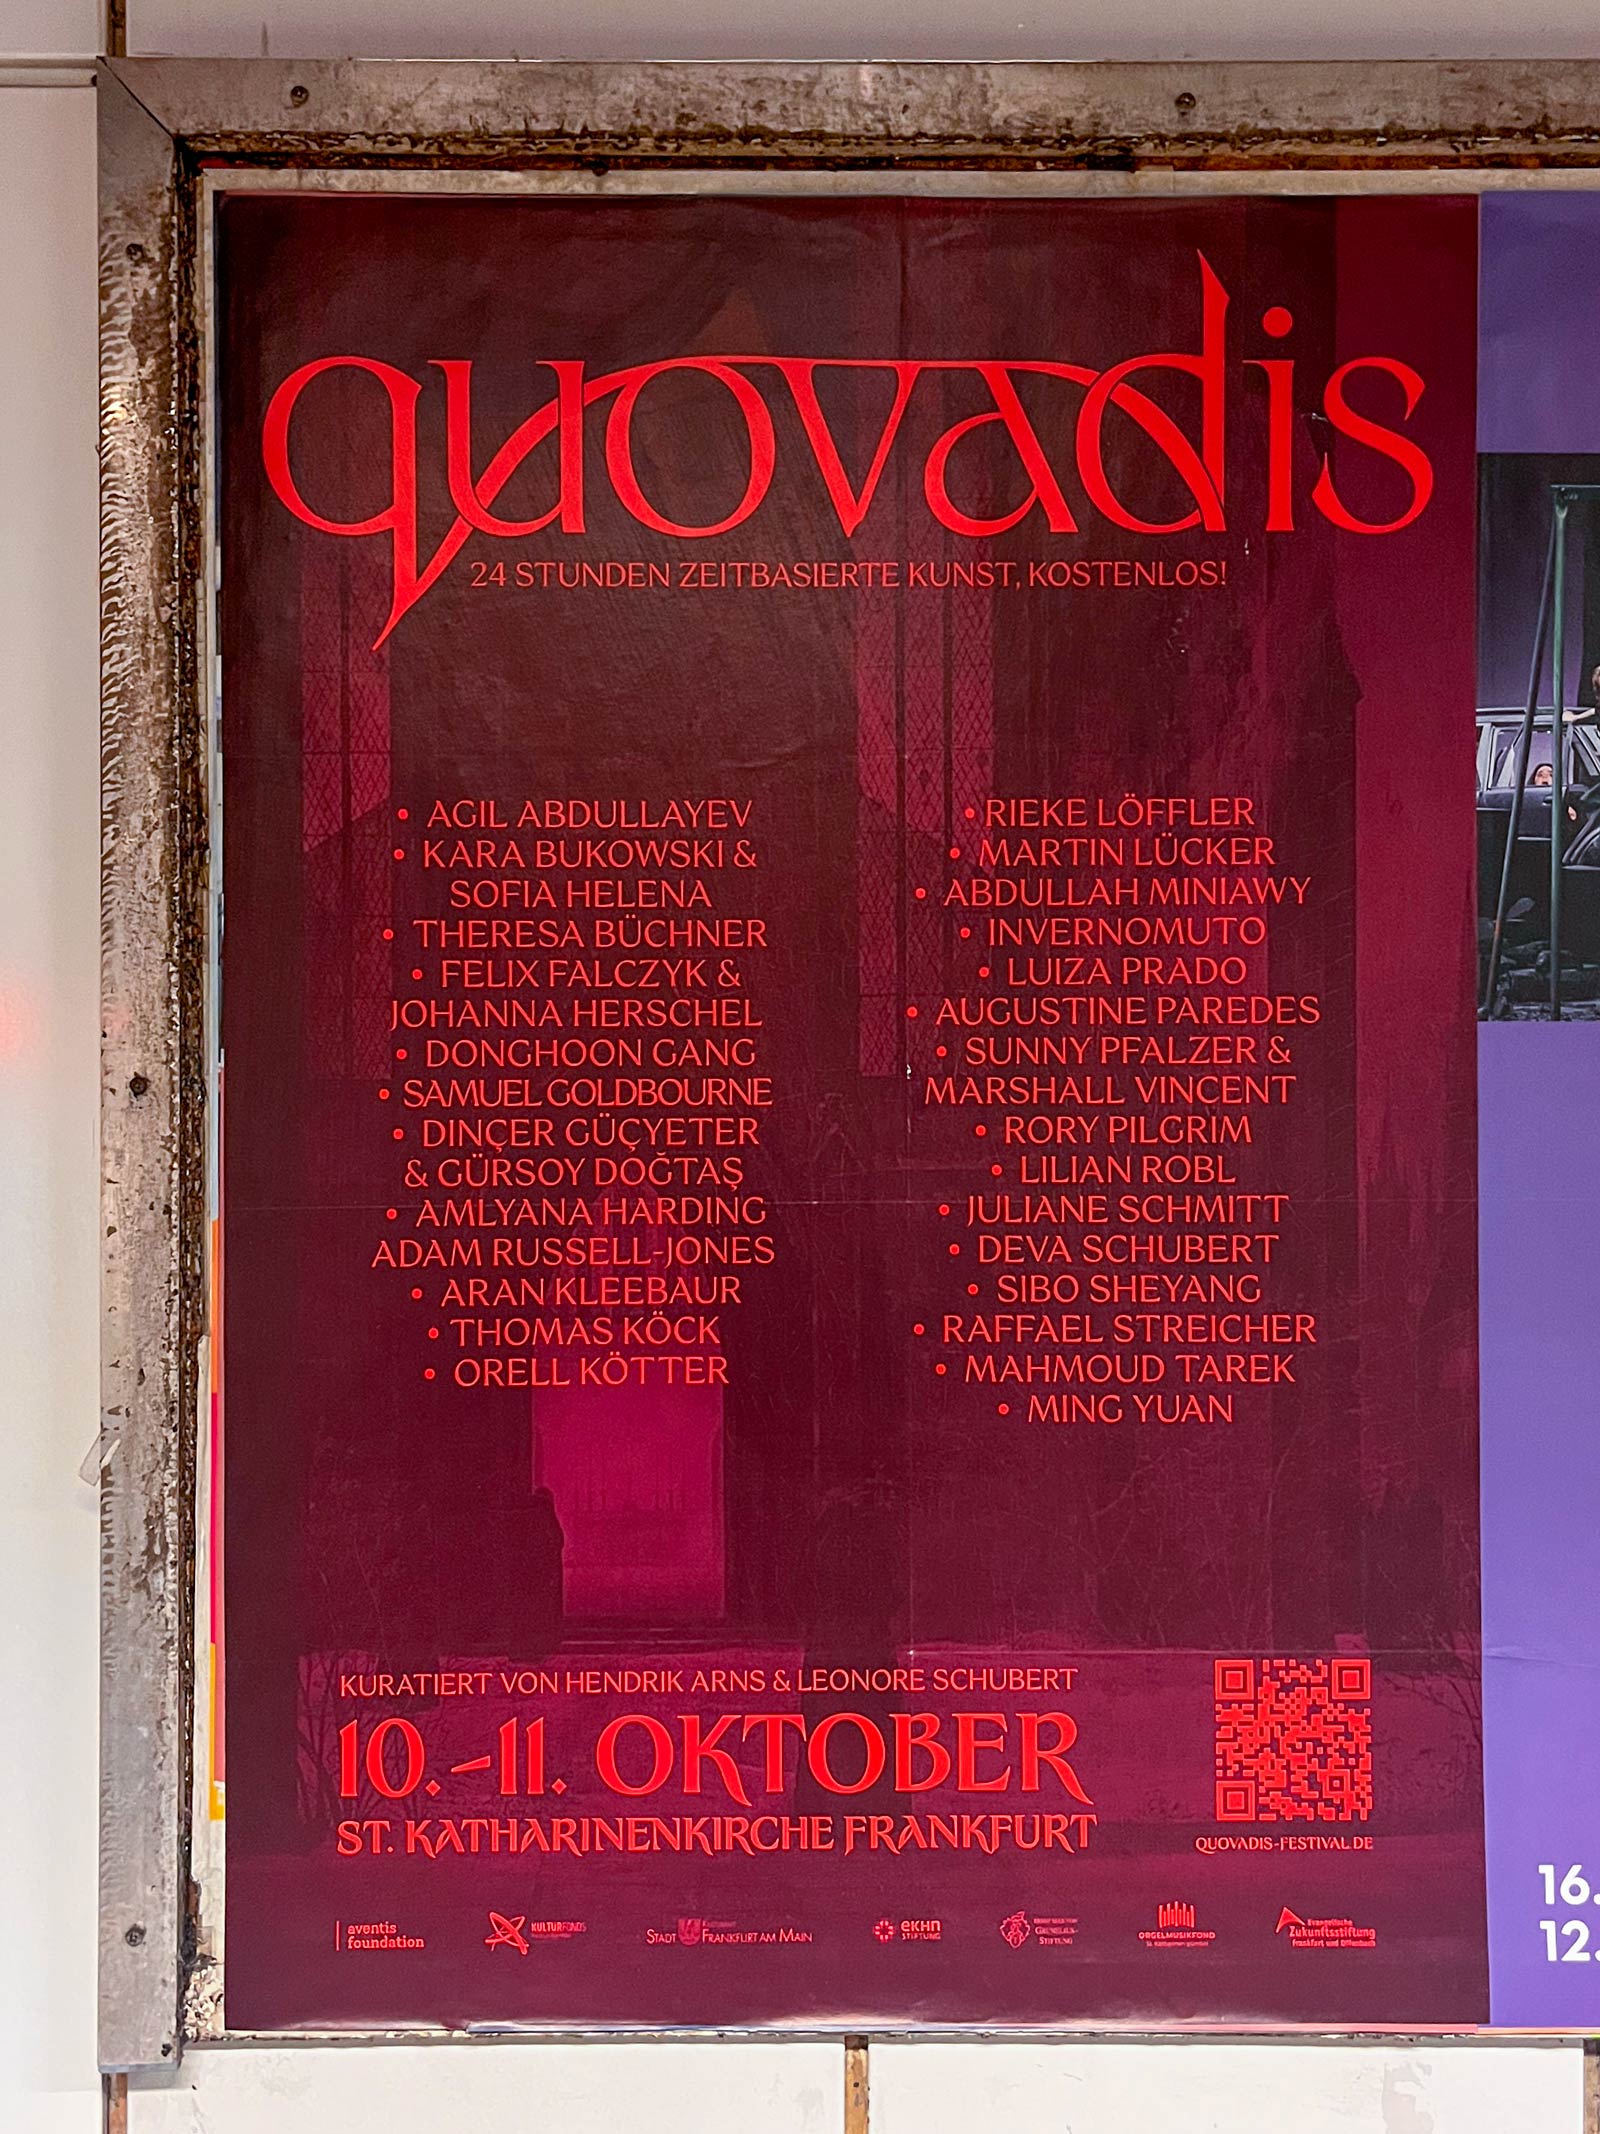 quovadis
24 STUNDEN ZEITBASIERTE KUNST, KOSTENLOS!
• AGIL ABDULLAYEV
• KARA BUKOWSKI &
SOFIA HELENA
• THERESA BÜCHNER
• FELIX FALCZYK &
JOHANNA HERSCHEL
• DONGHOON GANG
• SAMUEL GOLDBOURNE
• DINÇER GÜÇYETER
& GÜRSOY DOĞTAŞ
• AMLYANA HARDING
ADAM RUSSELL-JONES
• ARAN KLEEBAUR
• THOMAS KÖCK
• ORELL KÖTTER
• RIEKE LÖFFLER
• MARTIN LÜCKER
• ABDULLAH MINIAWY
• INVERNOMUTO
• LUIZA PRADO
• AUGUSTINE PAREDES
• SUNNY PFALZER &
MARSHALL VINCENT
• RORY PILGRIM
• LILIAN ROBL
• JULIANE SCHMITT
• DEVA SCHUBERT
• SIBO SHEYANG
• RAFFAEL STREICHER
• MAHMOUD TAREK
• MING YUAN
KURATIERT VON HENDRIK ARNS & LEONORE SCHUBERT
10.-11. OKTOBER
ST. KATHARINENKIRCHE FRANKFURT
QUOVADIS-FESTIVAL.DE
aventis
foundation
KULTURFONDS
STADT FRANKFURT AM MAIN
EKHN
STIFTUNG
STIFTUNG
ORGELMUSIKFOND
Evangelische
Zukunftsstiftung
Frankfurt und Offenbach
16.
12.